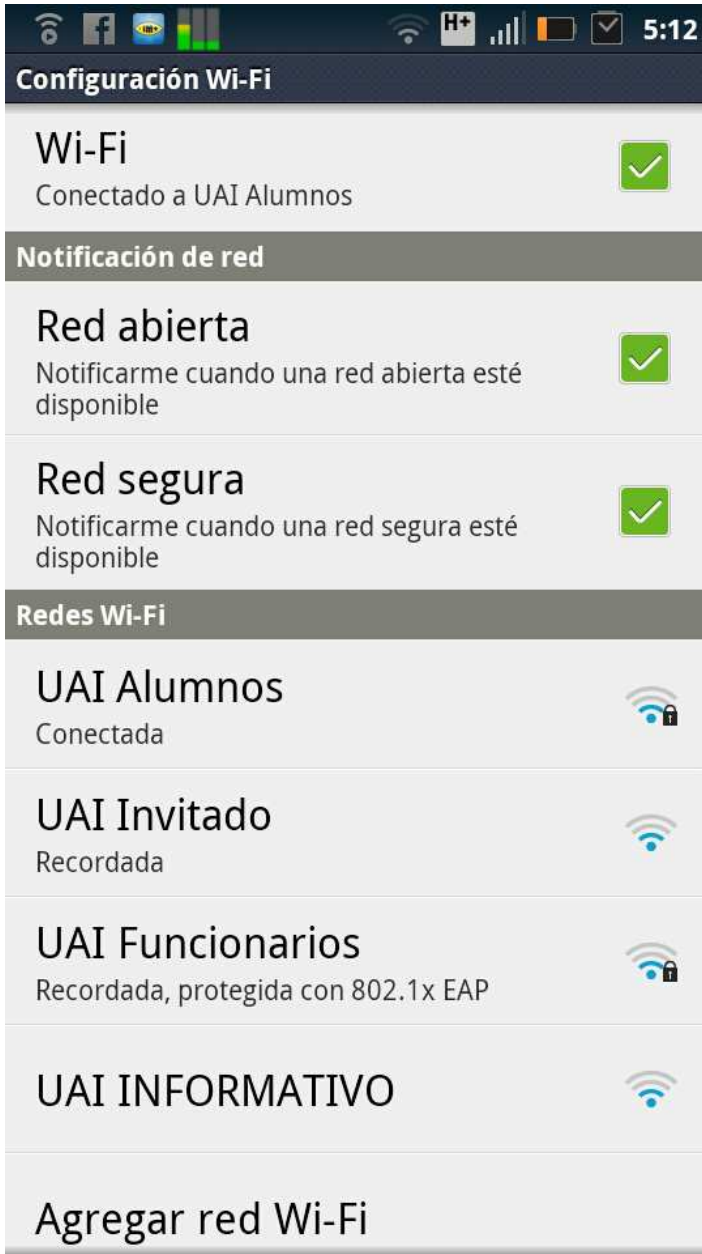 H+ 5:12
Configuración Wi-Fi
Wi-Fi
Conectado a UAI Alumnos
Notificación de red
Red abierta
Notificarme cuando una red abierta esté
disponible
Red segura
Notificarme cuando una red segura esté
disponible
Redes Wi-Fi
UAI Alumnos
Conectada
UAI Invitado
Recordada
UAI Funcionarios
Recordada, protegida con 802.1x EAP
UAI INFORMATIVO
Agregar red Wi-Fi